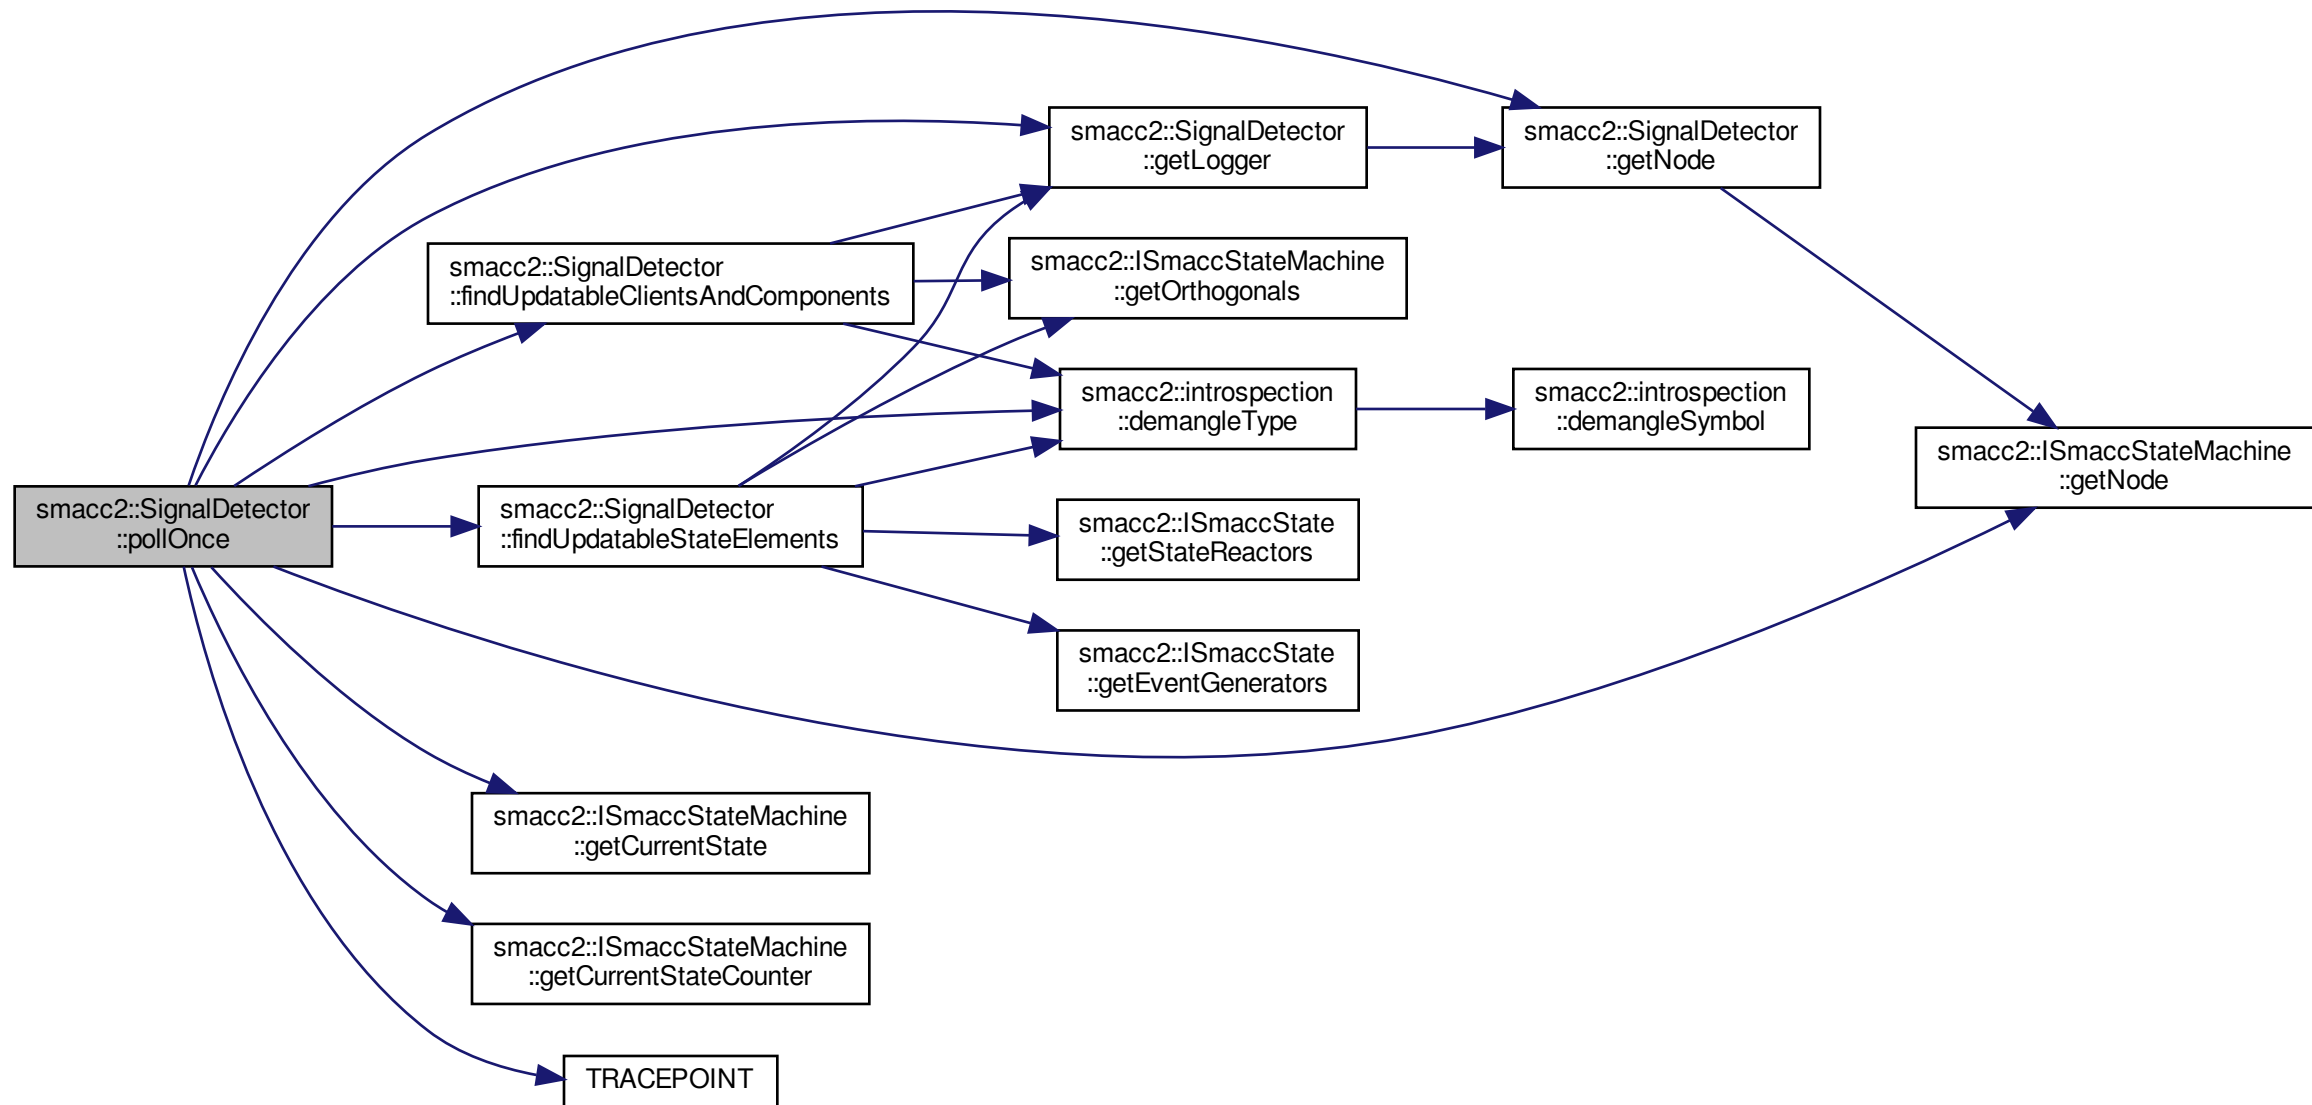 smacc2::SignalDetector
::getLogger
smacc2::SignalDetector
::getNode
smacc2::SignalDetector
::findUpdatableClientsAndComponents
smacc2::ISmaccStateMachine
::getOrthogonals
smacc2::introspection
::demangleType
smacc2::introspection
::demangleSymbol
smacc2::ISmaccStateMachine
::getNode
smacc2::SignalDetector
::pollOnce
smacc2::SignalDetector
::findUpdatableStateElements
smacc2::ISmaccState
::getStateReactors
smacc2::ISmaccState
::getEventGenerators
smacc2::ISmaccStateMachine
::getCurrentState
smacc2::ISmaccStateMachine
::getCurrentStateCounter
TRACEPOINT